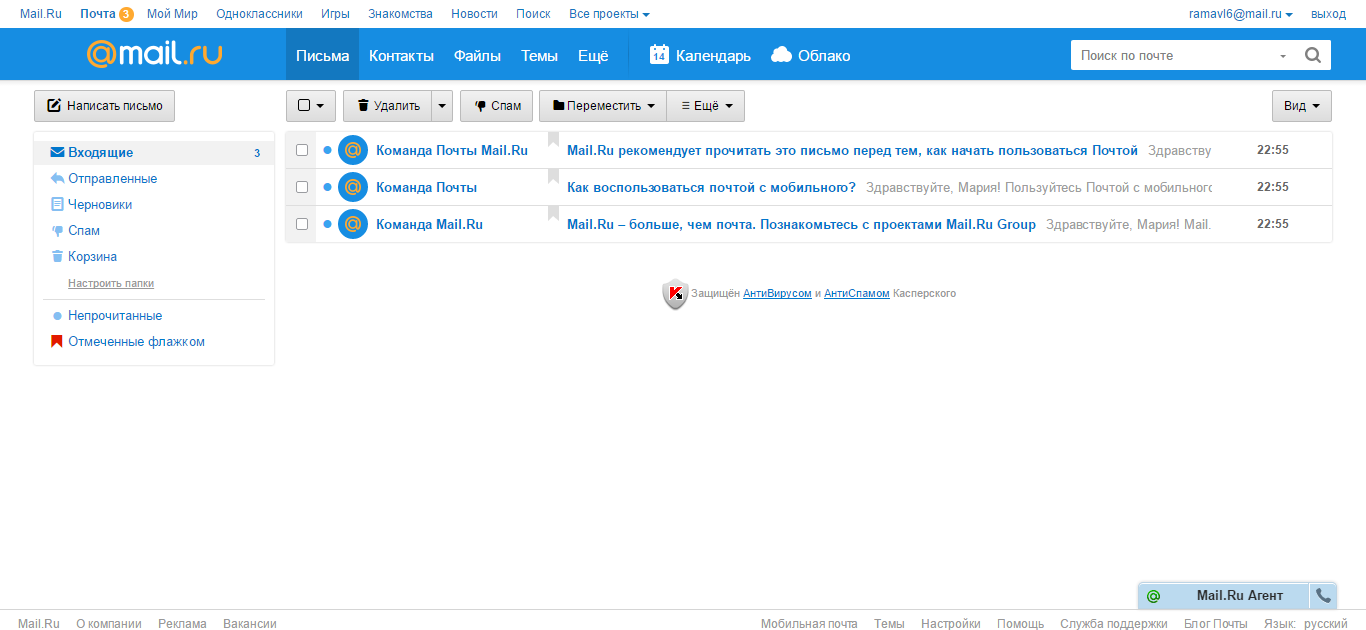 Mail.Ru Почта 3 Мой Мир Одноклассники Игры Знакомства Новости Поиск Все проекты ramavl6@mail.ru выход
@mail.ru Письма Контакты Файлы Темы Ещё 14 Календарь Облако Поиск по почте
Написать письмо Удалить Спам Переместить Ещё Вид
Входящие 3
Отправленные
Черновики
Спам
Корзина
Настроить папки
Непрочитанные
Отмеченные флажком
Команда Почты Mail.Ru Mail.Ru рекомендует прочитать это письмо перед тем, как начать пользоваться Почтой Здравству 22:55
Команда Почты Как воспользоваться почтой с мобильного? Здравствуйте, Мария! Пользуйтесь Почтой с мобильного 22:55
Команда Mail.Ru Mail.Ru – больше, чем почта. Познакомьтесь с проектами Mail.Ru Group Здравствуйте, Мария! Mail. 22:55
Защищён АнтиВирусом и АнтиСпамом Касперского
@ Mail.Ru Агент
Mail.Ru О компании Реклама Вакансии Мобильная почта Темы Настройки Помощь Служба поддержки Блог Почты Язык: русский